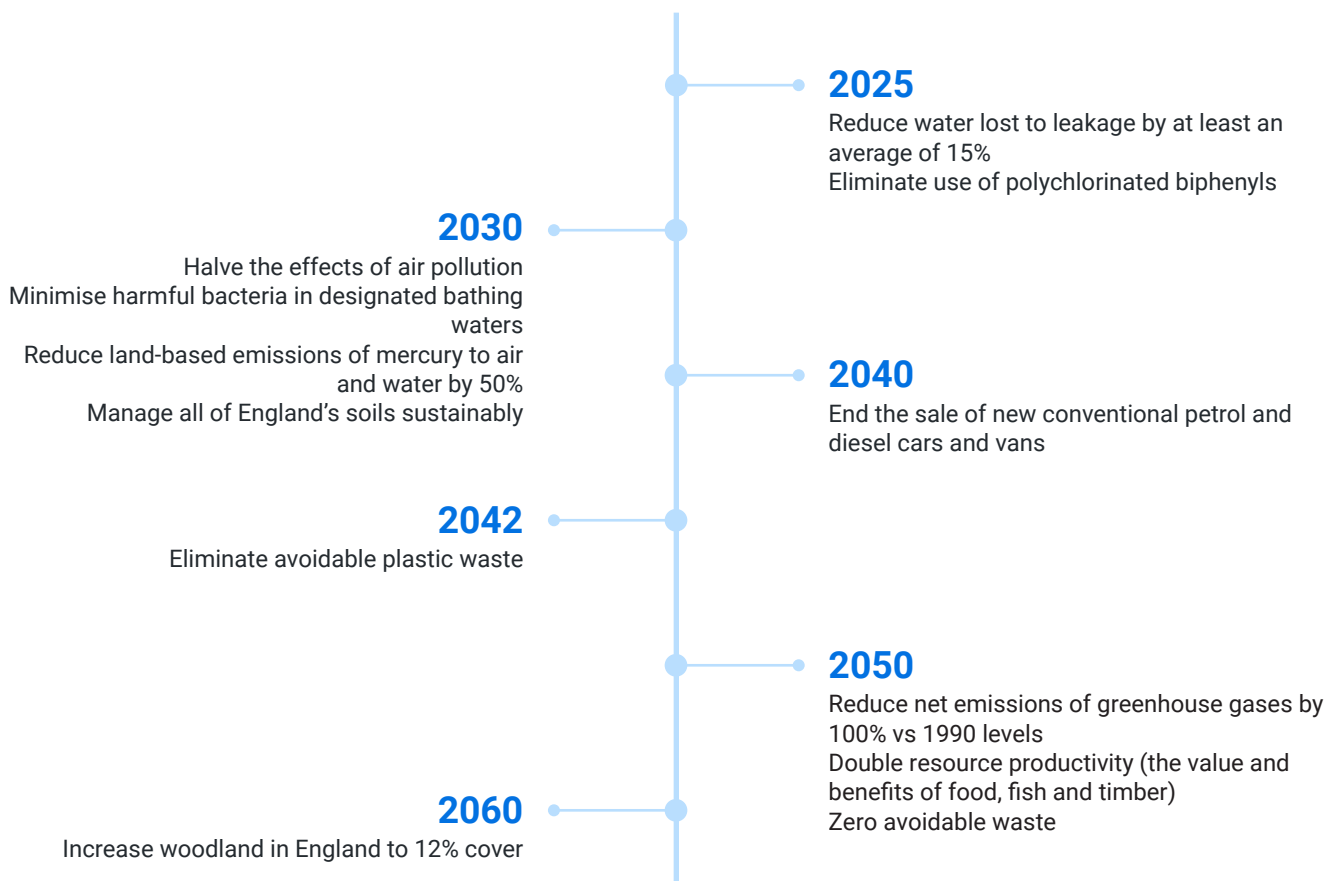 2025
Reduce water lost to leakage by at least an
average of 15%
Eliminate use of polychlorinated biphenyls
2030
Halve the effects of air pollution
Minimise harmful bacteria in designated bathing
waters
Reduce land-based emissions of mercury to air
and water by 50%
Manage all of England’s soils sustainably
2040
End the sale of new conventional petrol and
diesel cars and vans
2042
Eliminate avoidable plastic waste
2050
Reduce net emissions of greenhouse gases by
100% vs 1990 levels
Double resource productivity (the value and
benefits of food, fish and timber)
Zero avoidable waste
2060
Increase woodland in England to 12% cover